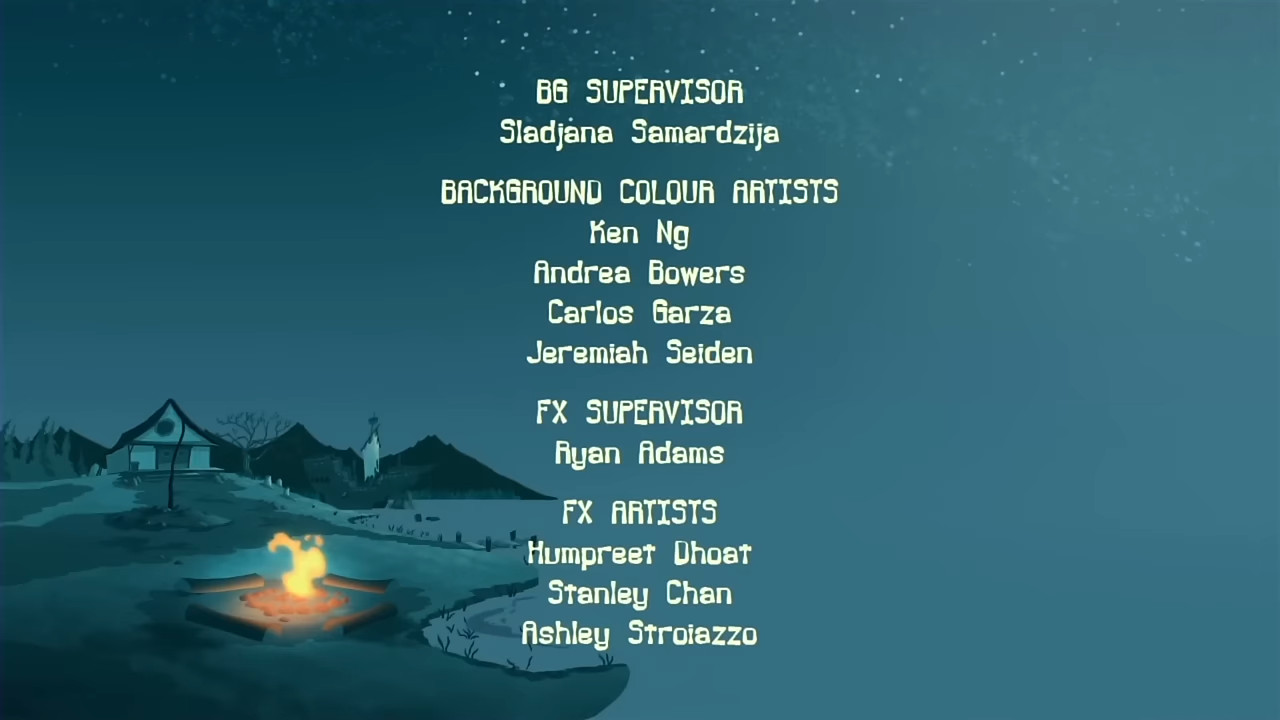 BG SUPERVISOR
Sladjana Samardzija
BACKGROUND COLOUR ARTISTS
Ken Ng
Andrea Bowers
Carlos Garza
Jeremiah Seiden
FX SUPERVISOR
Ryan Adams
FX ARTISTS
Humpreet Dhoat
Stanley Chan
Ashley Stroiazzo